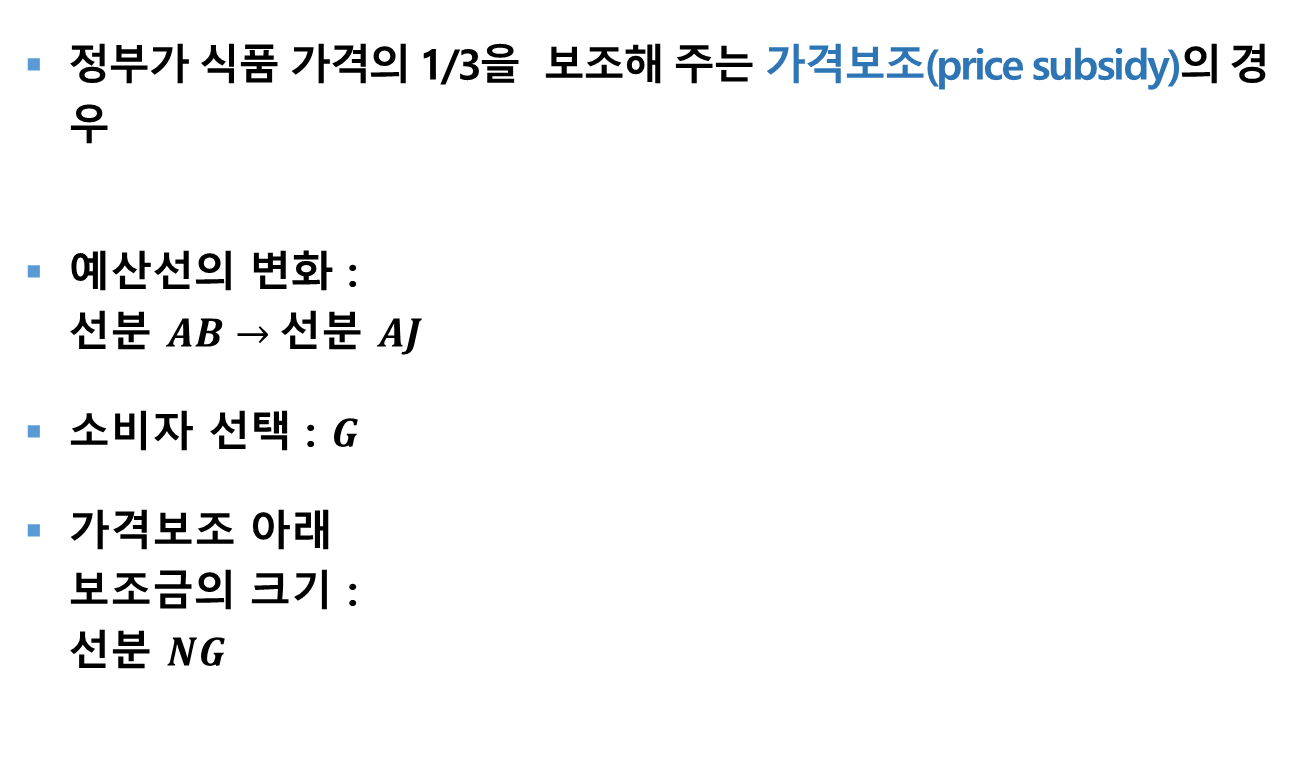 ▪ 정부가 식품 가격의 1/3을 보조해 주는 가격보조(price subsidy)의 경
우
▪ 예산선의 변화 :
선분 AB → 선분 AJ
▪ 소비자 선택 : G
▪ 가격보조 아래
보조금의 크기 :
선분 NG